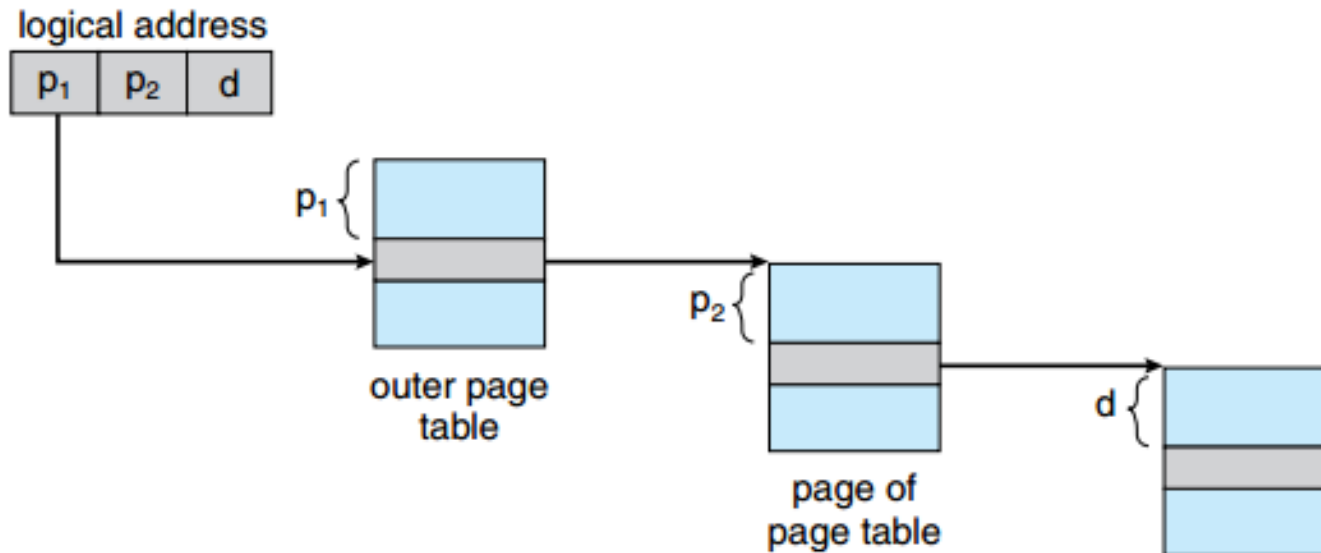 logical address
p₁ p₂ d
p₁
outer page
table
p₂
page of
page table
d